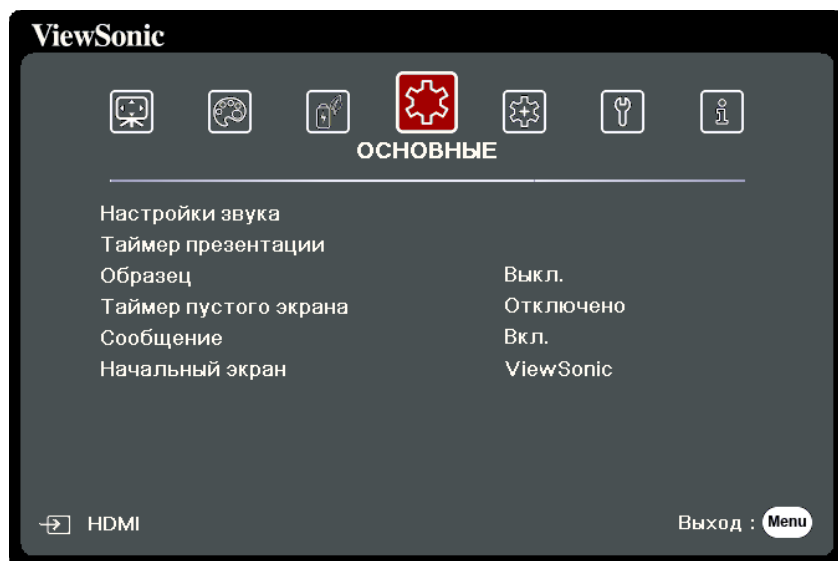 ViewSonic
ОСНОВНЫЕ
Настройки звука
Таймер презентации
Образец Выкл.
Таймер пустого экрана Отключено
Сообщение Вкл.
Начальный экран ViewSonic
HDMI Выход : Menu